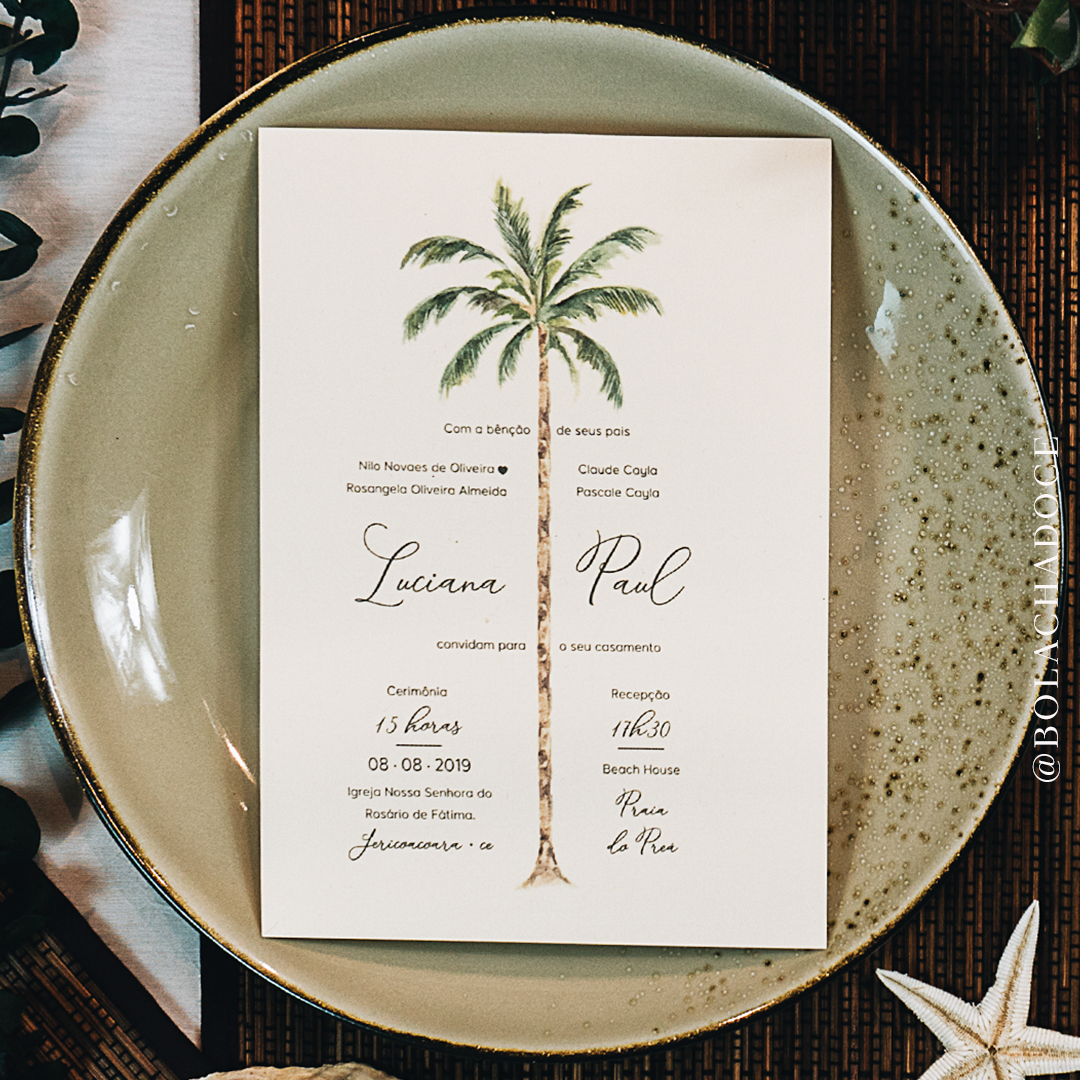 Com a bênção de seus pais
Nilo Novaes de Oliveira ♥
Rosangela Oliveira Almeida
Claude Cayla
Pascale Cayla
Luciana Paul
convidam para o seu casamento
Cerimônia
15 horas
08 • 08 • 2019
Igreja Nossa Senhora do
Rosário de Fátima.
Jericoacoara • ce
Recepção
17h30
Beach House
Praia
do Preá
@BOLACHADOCE